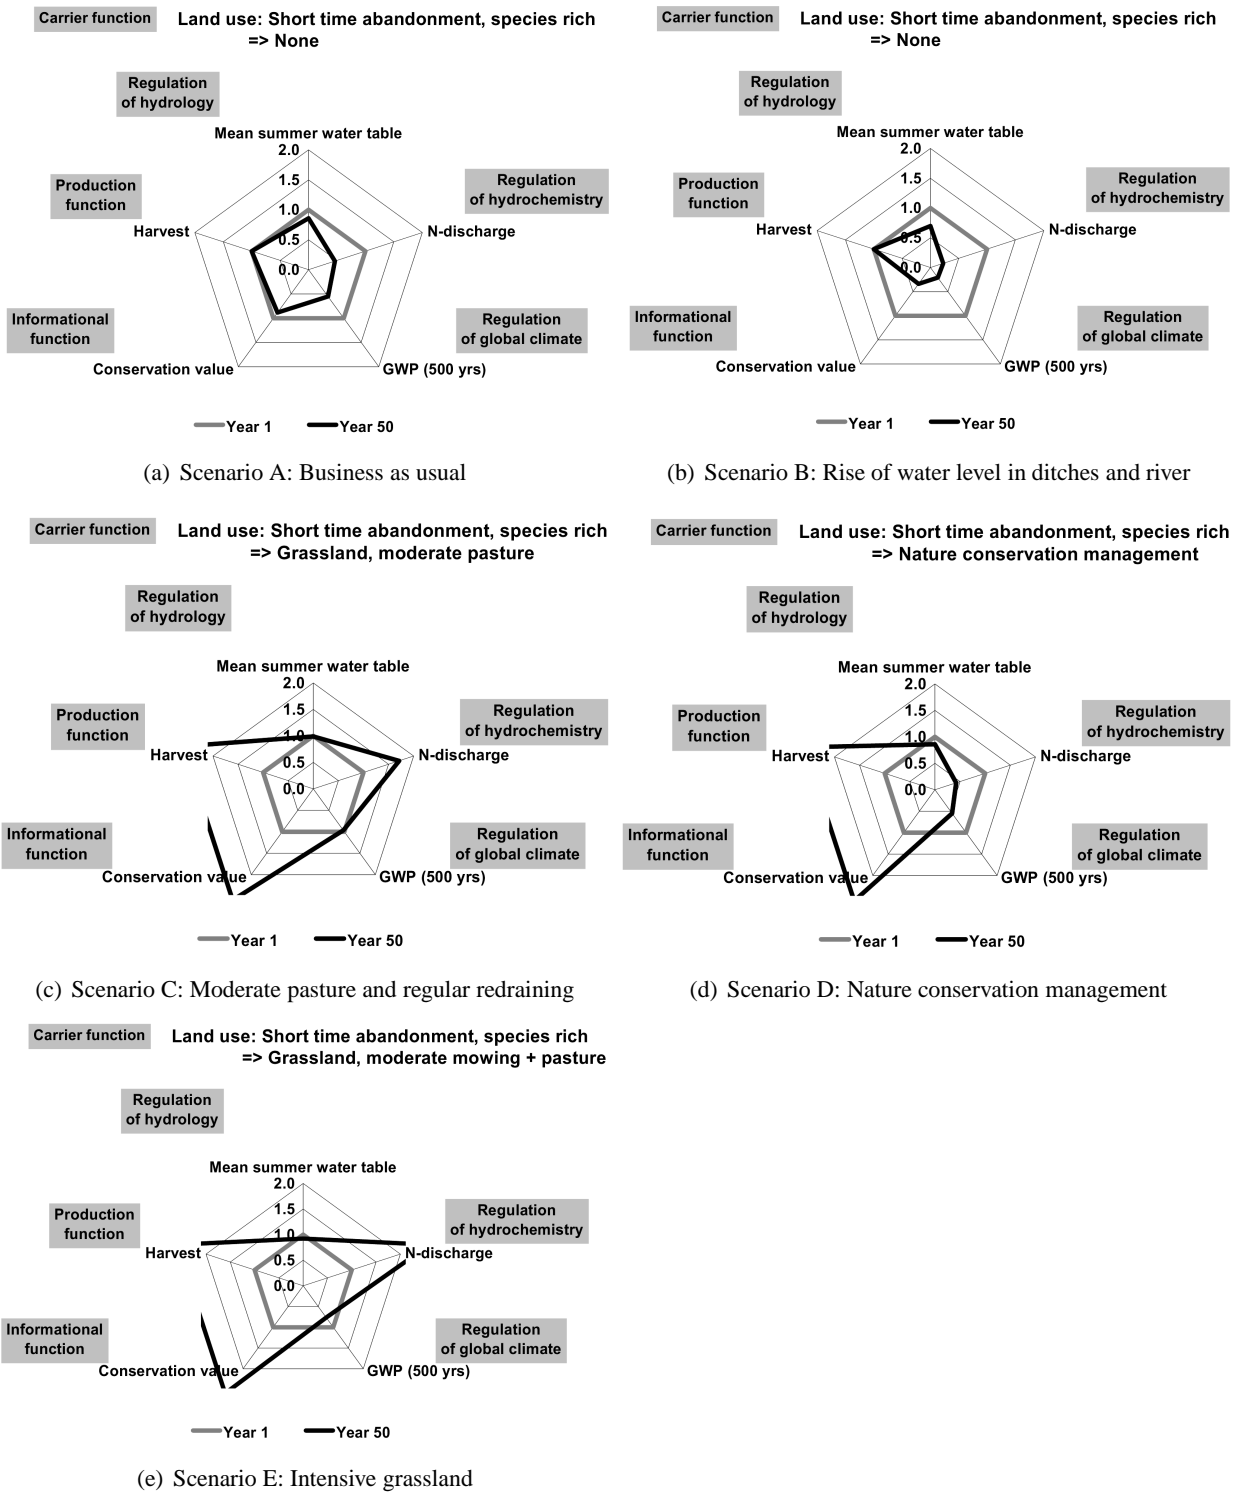 Carrier function
Land use: Short time abandonment, species rich
=> None
Regulation
of hydrology
Mean summer water table
2.0
1.5
1.0
0.5
0.0
Production
function
Regulation
of hydrochemistry
Harvest
N-discharge
Informational
function
Regulation
of global climate
Conservation value
GWP (500 yrs)
Year 1
Year 50
(a) Scenario A: Business as usual
Carrier function
Land use: Short time abandonment, species rich
=> None
Regulation
of hydrology
Mean summer water table
2.0
1.5
1.0
0.5
0.0
Production
function
Regulation
of hydrochemistry
Harvest
N-discharge
Informational
function
Regulation
of global climate
Conservation value
GWP (500 yrs)
Year 1
Year 50
(b) Scenario B: Rise of water level in ditches and river
Carrier function
Land use: Short time abandonment, species rich
=> Grassland, moderate pasture
Regulation
of hydrology
Mean summer water table
2.0
1.5
1.0
0.5
0.0
Production
function
Regulation
of hydrochemistry
Harvest
N-discharge
Informational
function
Regulation
of global climate
Conservation value
GWP (500 yrs)
Year 1
Year 50
(c) Scenario C: Moderate pasture and regular redraining
Carrier function
Land use: Short time abandonment, species rich
=> Nature conservation management
Regulation
of hydrology
Mean summer water table
2.0
1.5
1.0
0.5
0.0
Production
function
Regulation
of hydrochemistry
Harvest
N-discharge
Informational
function
Regulation
of global climate
Conservation value
GWP (500 yrs)
Year 1
Year 50
(d) Scenario D: Nature conservation management
Carrier function
Land use: Short time abandonment, species rich
=> Grassland, moderate mowing + pasture
Regulation
of hydrology
Mean summer water table
2.0
1.5
1.0
0.5
0.0
Production
function
Regulation
of hydrochemistry
Harvest
N-discharge
Informational
function
Regulation
of global climate
Conservation value
GWP (500 yrs)
Year 1
Year 50
(e) Scenario E: Intensive grassland